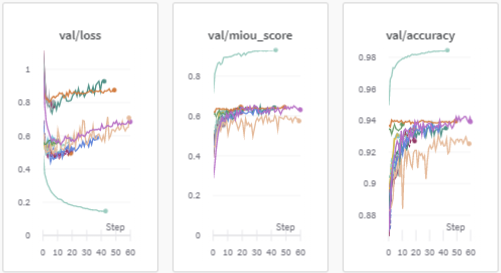 val/loss
1
0.8
0.6
0.4
0.2
0
Step
0 10 20 30 40 50 60
val/miou_score
0.8
0.6
0.4
0.2
0
Step
0 10 20 30 40 50 60
val/accuracy
0.98
0.96
0.94
0.92
0.9
0.88
Step
0 10 20 30 40 50 60